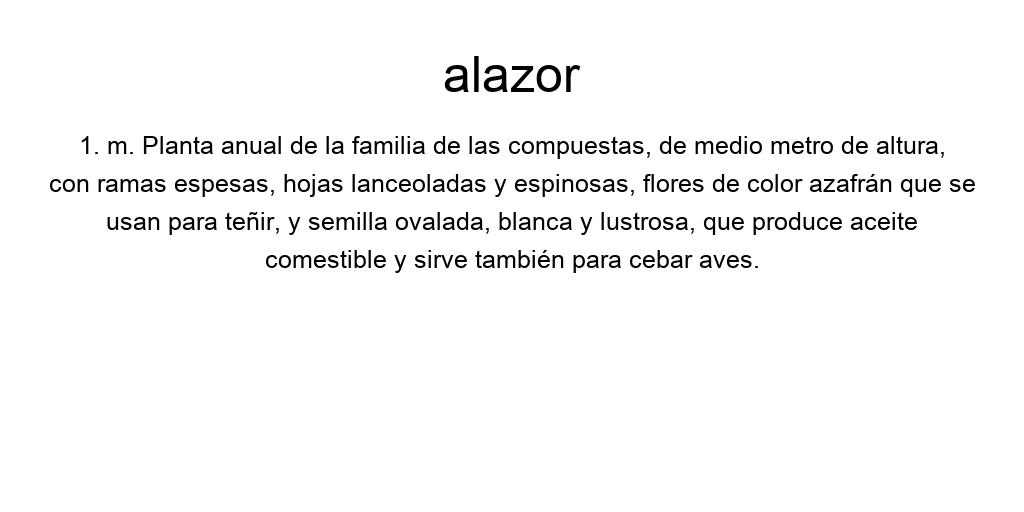 alazor
1. m. Planta anual de la familia de las compuestas, de medio metro de altura,
con ramas espesas, hojas lanceoladas y espinosas, flores de color azafrán que se
usan para teñir, y semilla ovalada, blanca y lustrosa, que produce aceite
comestible y sirve también para cebar aves.